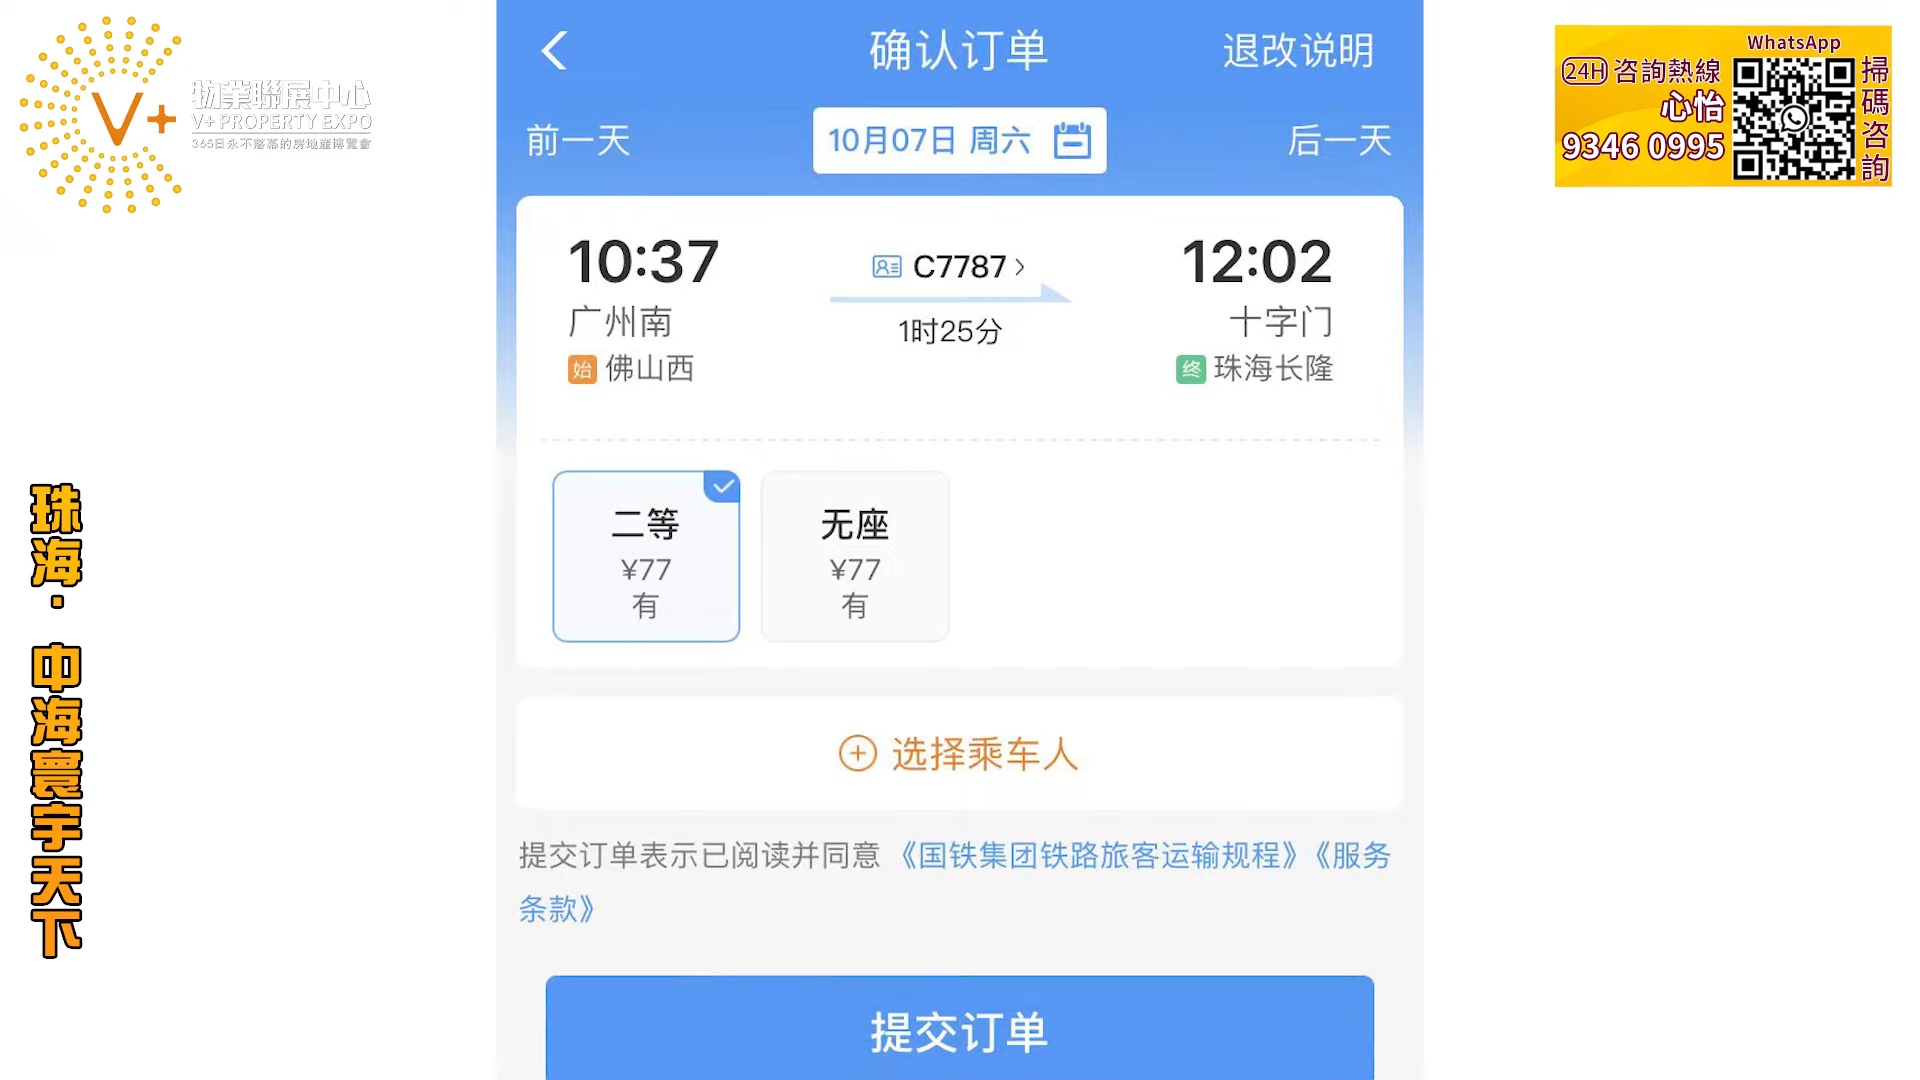 物業聯展中心
V+ PROPERTY EXPO
365日永不落幕的房地產博覽會
V+
WhatsApp
24H 咨詢熱線
心怡
9346 0995
掃碼咨詢
珠海·中海寰宇天下
确认订单
退改说明
前一天
10月07日 周六
后一天
10:37
C7787
12:02
广州南
1时25分
十字门
始 佛山西
终 珠海长隆
二等
¥77
有
无座
¥77
有
选择乘车人
提交订单表示已阅读并同意《国铁集团铁路旅客运输规程》《服务
条款》
提交订单